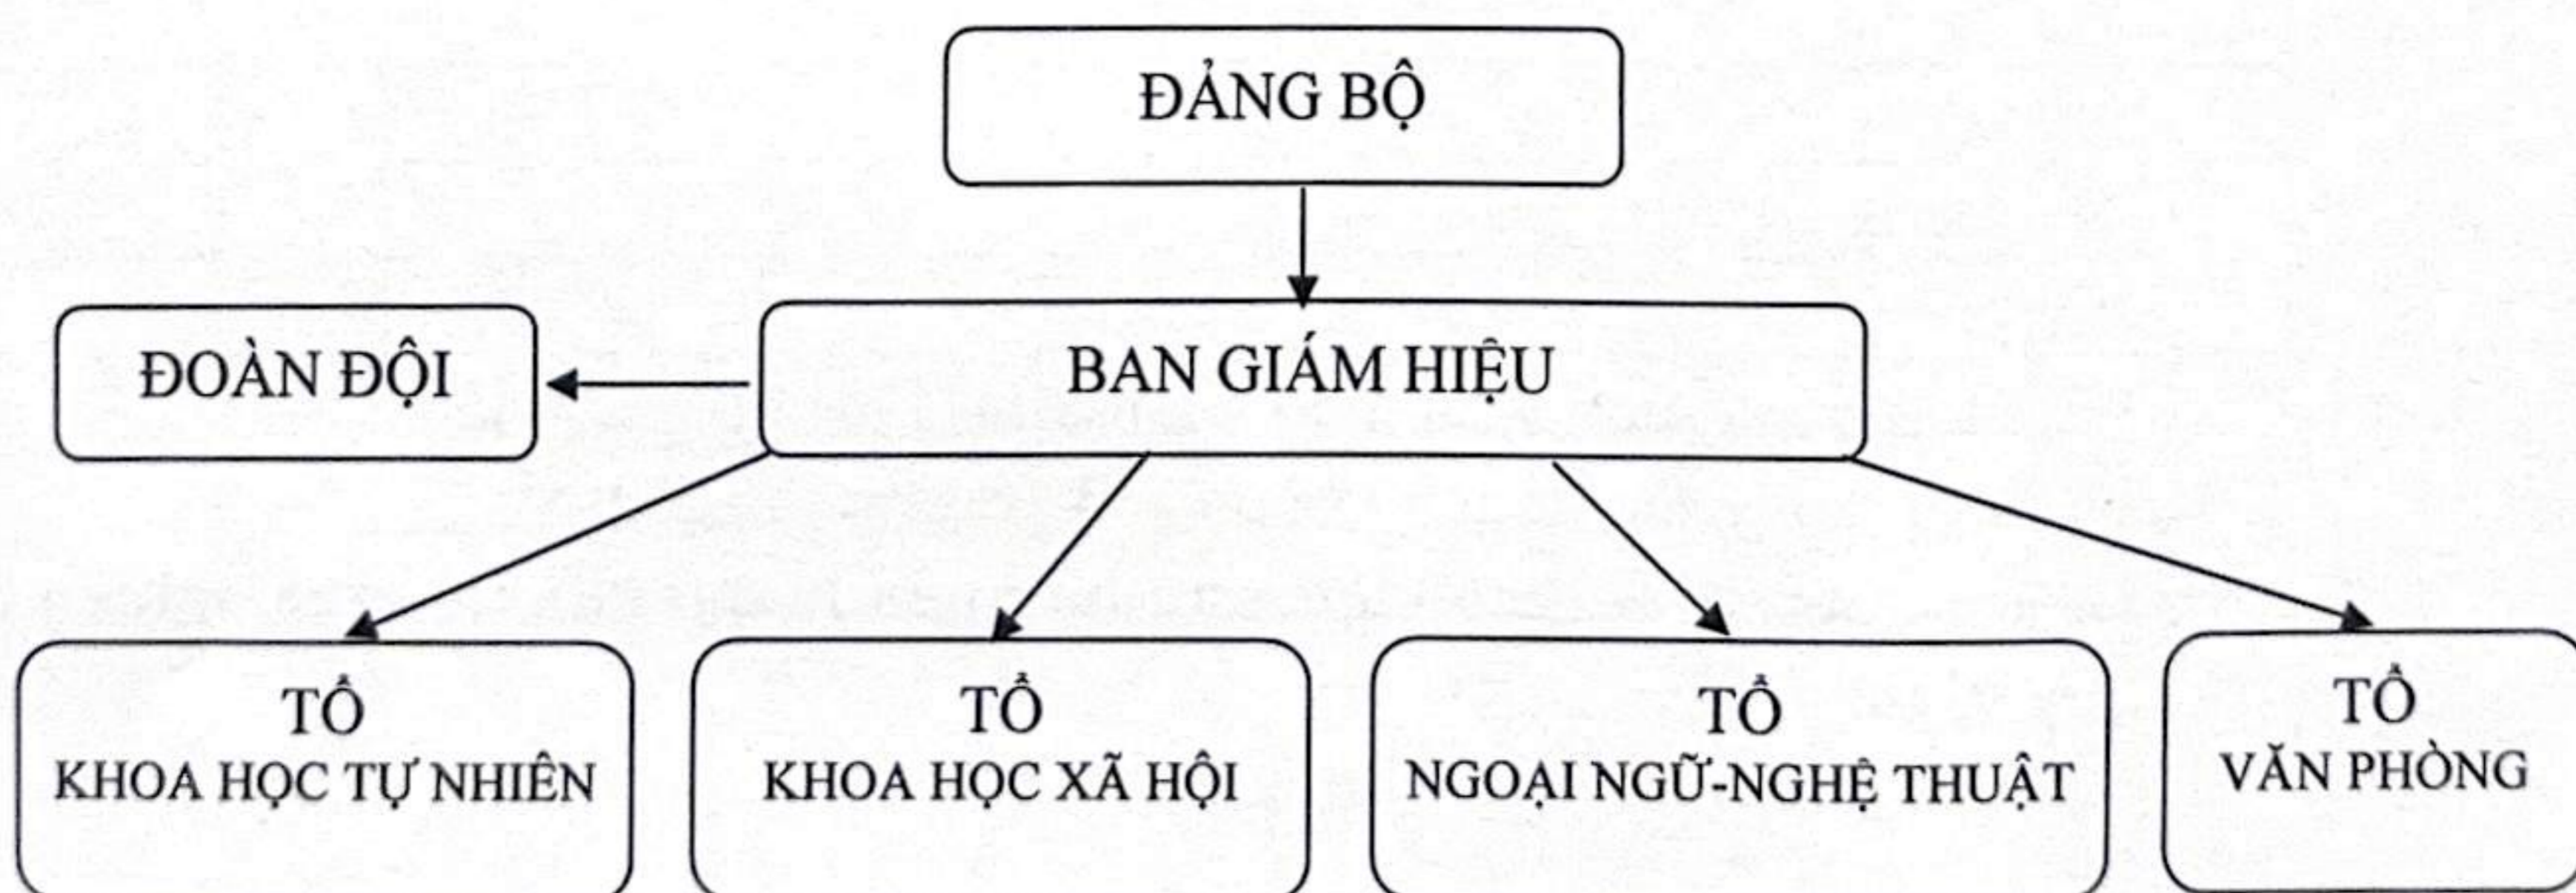 ĐẢNG BỘ
ĐOÀN ĐỘI
BAN GIÁM HIỆU
TỔ
KHOA HỌC TỰ NHIÊN
TỔ
KHOA HỌC XÃ HỘI
TỔ
NGOẠI NGỮ-NGHỆ THUẬT
TỔ
VĂN PHÒNG